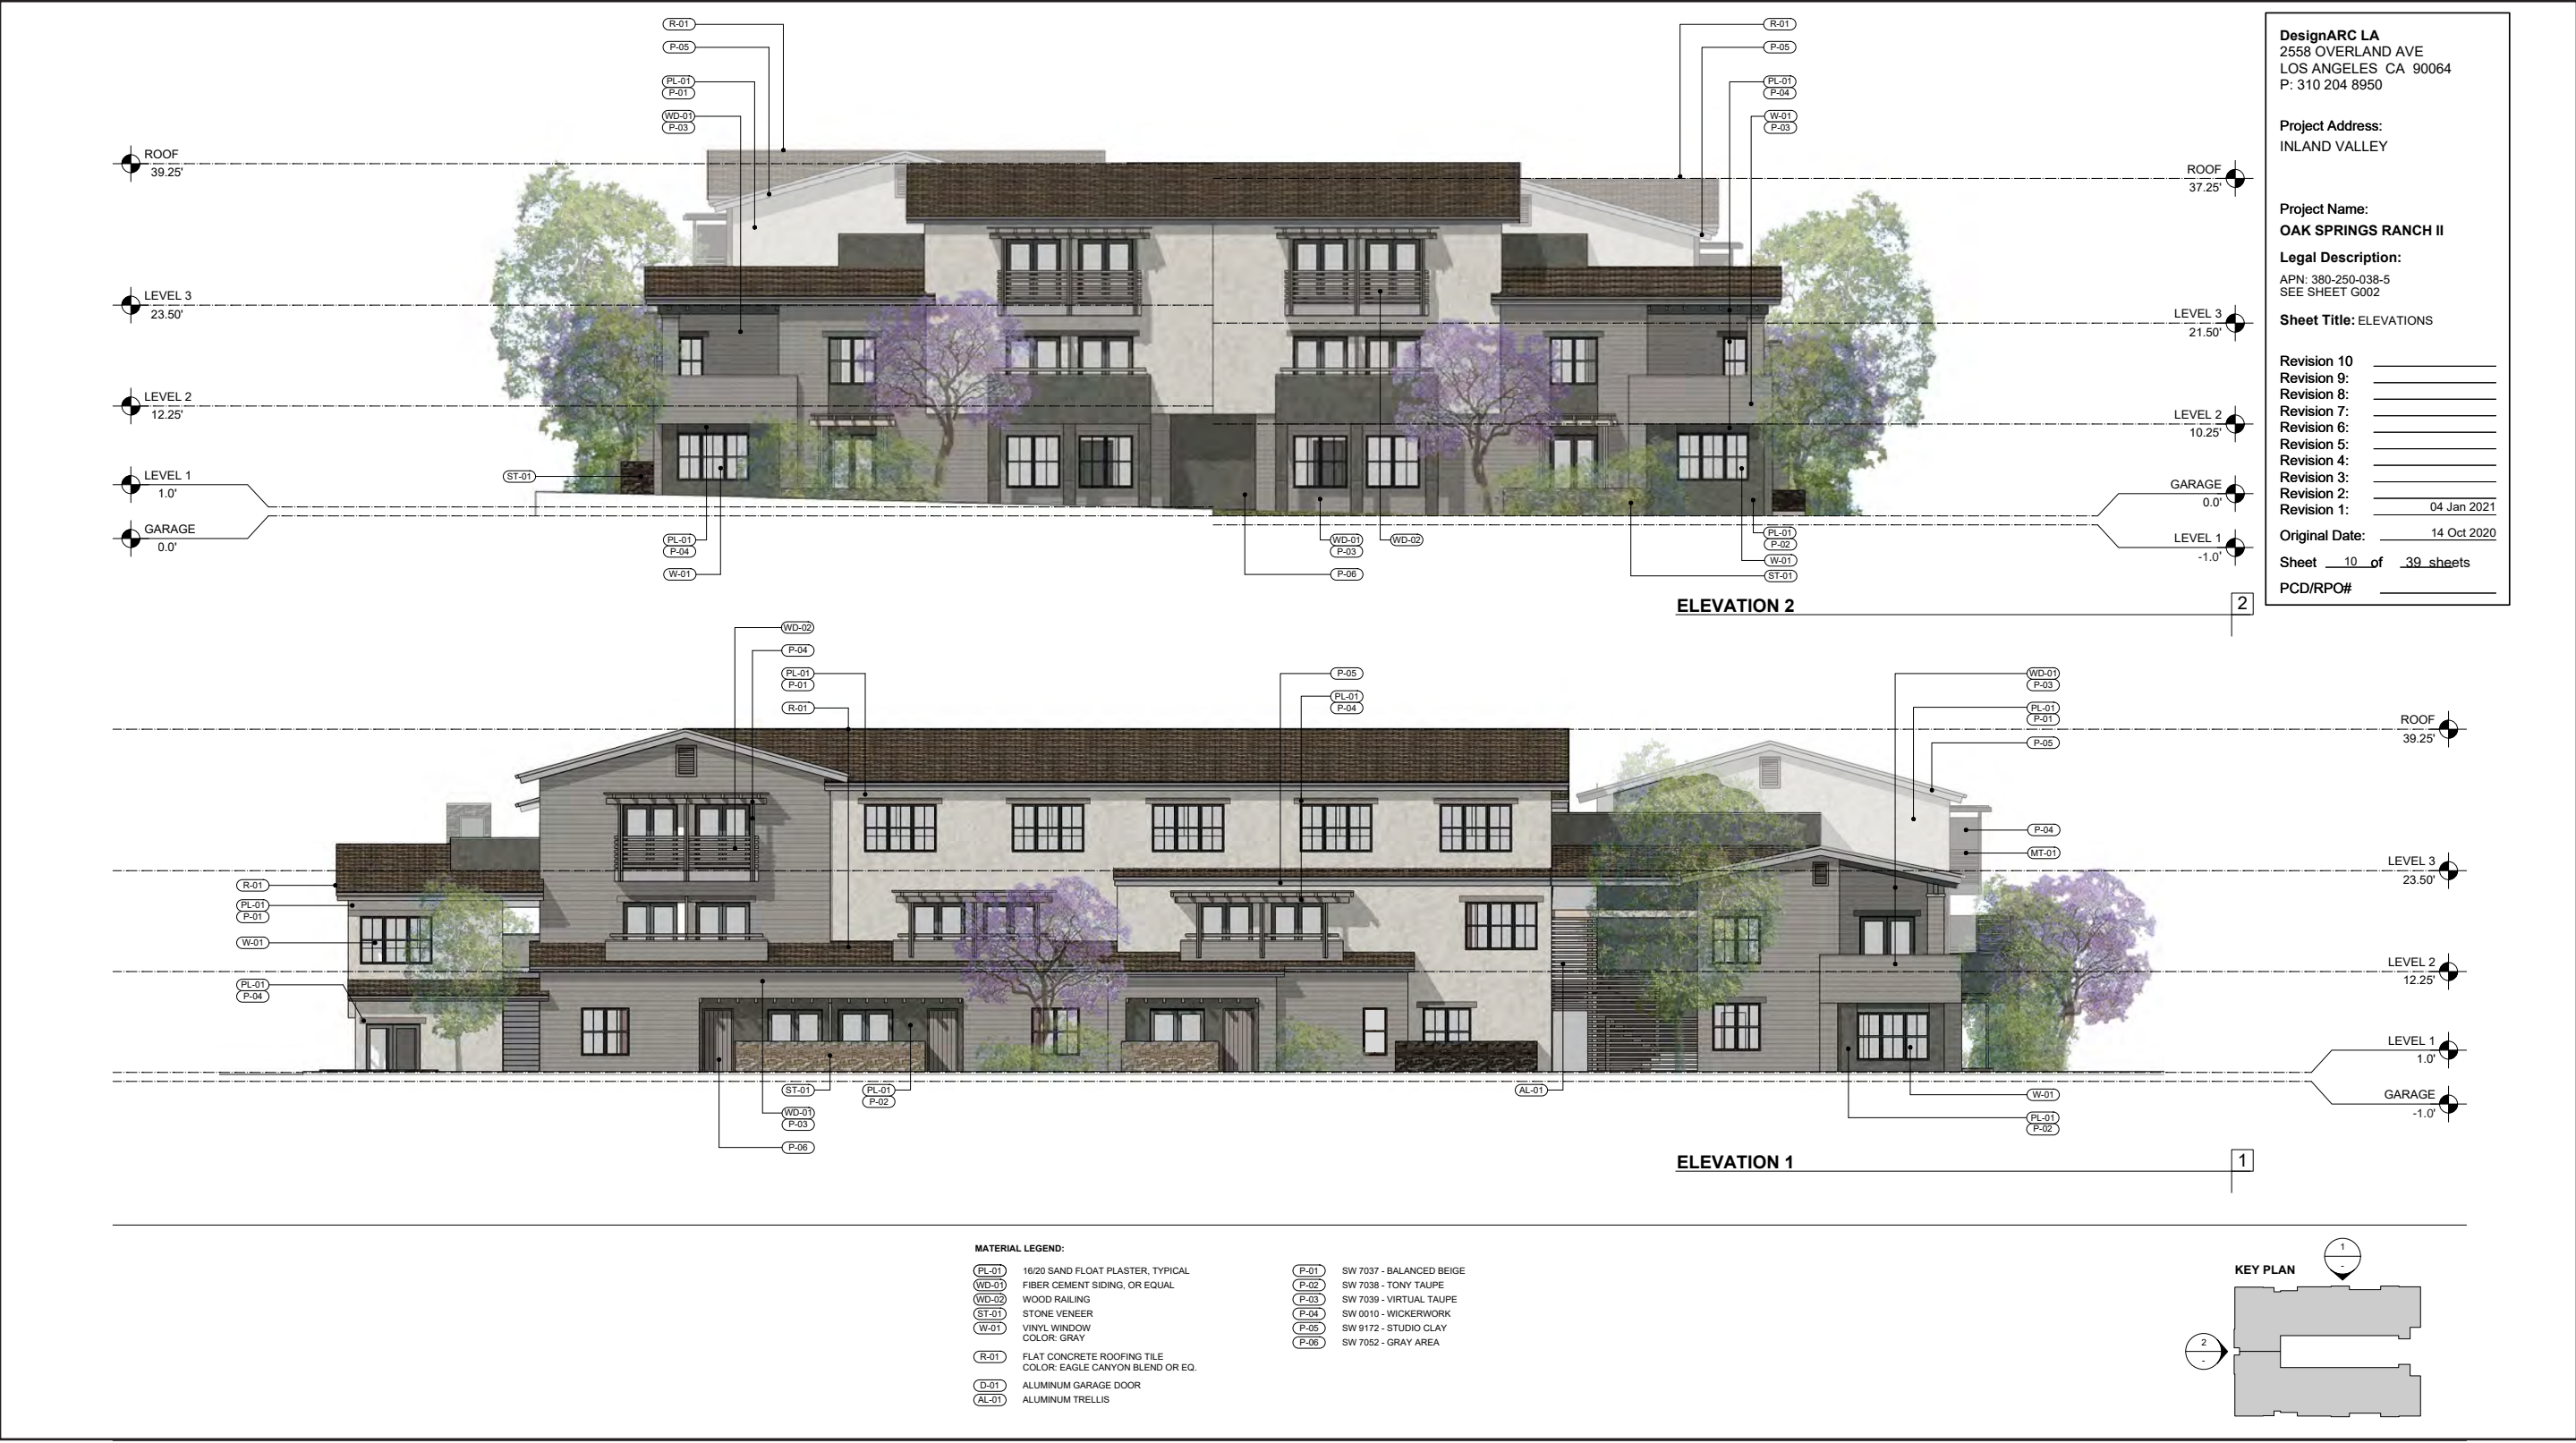 R-01
P-05
PL-01
P-01
WD-01
P-03
R-01
P-05
PL-01
P-04
W-01
P-03
ROOF
39.25'
LEVEL 3
23.50'
LEVEL 2
12.25'
LEVEL 1
1.0'
GARAGE
0.0'
ST-01
PL-01
P-04
W-01
WD-01
P-03
WD-02
P-06
PL-01
P-02
W-01
ST-01
ROOF
37.25'
LEVEL 3
21.50'
LEVEL 2
10.25'
GARAGE
0.0'
LEVEL 1
-1.0'
ELEVATION 2
2
DesignARC LA
2558 OVERLAND AVE
LOS ANGELES CA 90064
P: 310 204 8950
Project Address:
INLAND VALLEY
Project Name:
OAK SPRINGS RANCH II
Legal Description:
APN: 380-250-038-5
SEE SHEET G002
Sheet Title: ELEVATIONS
Revision 10
Revision 9:
Revision 8:
Revision 7:
Revision 6:
Revision 5:
Revision 4:
Revision 3:
Revision 2:
Revision 1: 04 Jan 2021
Original Date: 14 Oct 2020
Sheet 10 of 39 sheets
PCD/RPO#
WD-02
P-04
PL-01
P-01
R-01
P-05
PL-01
P-04
WD-01
P-03
PL-01
P-01
P-05
P-04
MT-01
R-01
PL-01
P-01
W-01
PL-01
P-04
ROOF
39.25'
LEVEL 3
23.50'
LEVEL 2
12.25'
LEVEL 1
1.0'
GARAGE
-1.0'
ST-01
PL-01
P-02
WD-01
P-03
P-06
AL-01
W-01
PL-01
P-02
ELEVATION 1
1
MATERIAL LEGEND:
PL-01 16/20 SAND FLOAT PLASTER, TYPICAL
WD-01 FIBER CEMENT SIDING, OR EQUAL
WD-02 WOOD RAILING
ST-01 STONE VENEER
W-01 VINYL WINDOW
COLOR: GRAY
R-01 FLAT CONCRETE ROOFING TILE
COLOR: EAGLE CANYON BLEND OR EQ.
D-01 ALUMINUM GARAGE DOOR
AL-01 ALUMINUM TRELLIS
P-01 SW 7037 - BALANCED BEIGE
P-02 SW 7038 - TONY TAUPE
P-03 SW 7039 - VIRTUAL TAUPE
P-04 SW 0010 - WICKERWORK
P-05 SW 9172 - STUDIO CLAY
P-06 SW 7052 - GRAY AREA
KEY PLAN
1
-
2
-